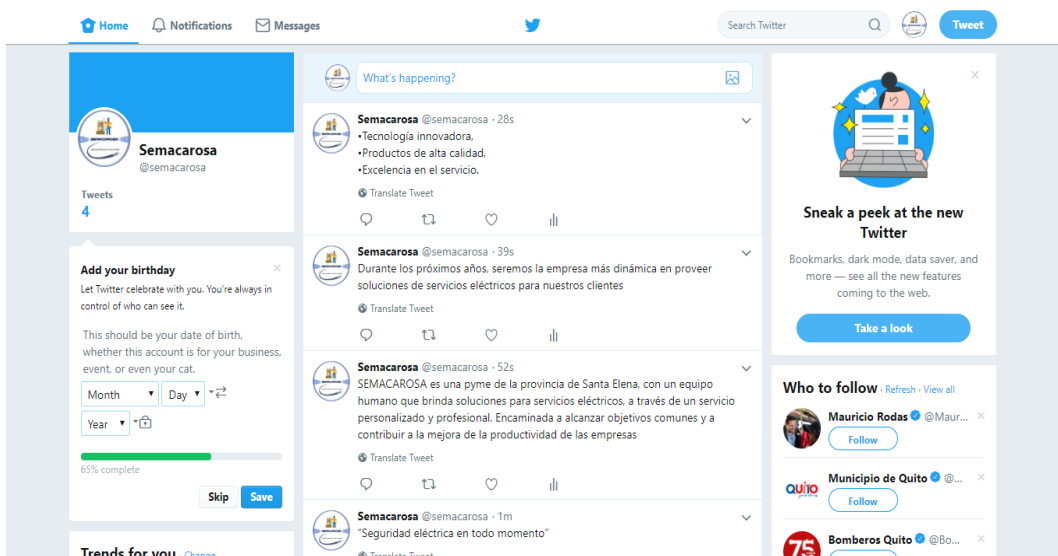 Home Notifications Messages
Search Twitter
Tweet
Semacarosa
@semacarosa
Tweets
4
Add your birthday
Let Twitter celebrate with you. You're always in
control of who can see it.
This should be your date of birth,
whether this account is for your business,
event, or even your cat.
Month Day
Year
65% complete
Skip Save
Trends for you · Change
What's happening?
Semacarosa @semacarosa · 28s
•Tecnología innovadora,
•Productos de alta calidad,
•Excelencia en el servicio.
Translate Tweet
Semacarosa @semacarosa · 39s
Durante los próximos años, seremos la empresa más dinámica en proveer
soluciones de servicios eléctricos para nuestros clientes
Translate Tweet
Semacarosa @semacarosa · 52s
SEMACAROSA es una pyme de la provincia de Santa Elena, con un equipo
humano que brinda soluciones para servicios eléctricos, a través de un servicio
personalizado y profesional. Encaminada a alcanzar objetivos comunes y a
contribuir a la mejora de la productividad de las empresas
Translate Tweet
Semacarosa @semacarosa · 1m
"Seguridad eléctrica en todo momento"
Translate Tweet
Sneak a peek at the new
Twitter
Bookmarks, dark mode, data saver, and
more — see all the new features
coming to the web.
Take a look
Who to follow · Refresh · View all
Mauricio Rodas @Maur...
Follow
QUITO
Municipio de Quito @...
Follow
75
Bomberos Quito @Bo...